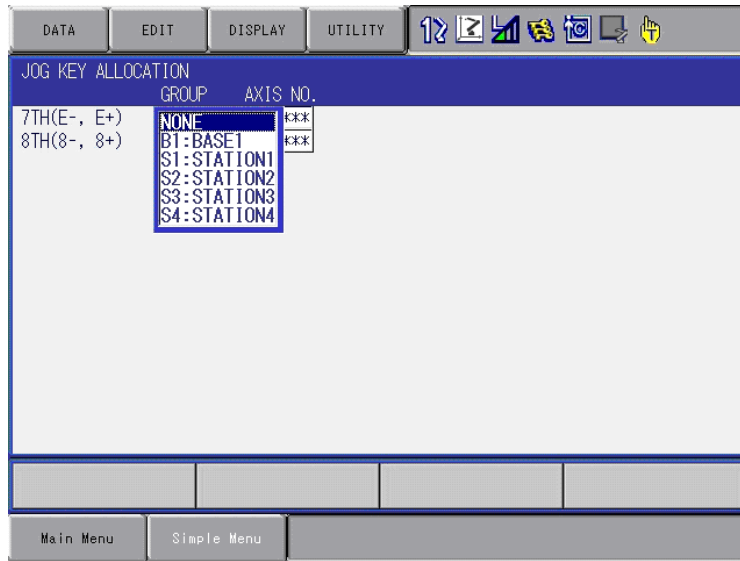 DATA EDIT DISPLAY UTILITY
JOG KEY ALLOCATION
GROUP AXIS NO.
7TH(E-, E+) NONE ***
8TH(8-, 8+) B1:BASE1 ***
S1:STATION1
S2:STATION2
S3:STATION3
S4:STATION4
Main Menu Simple Menu